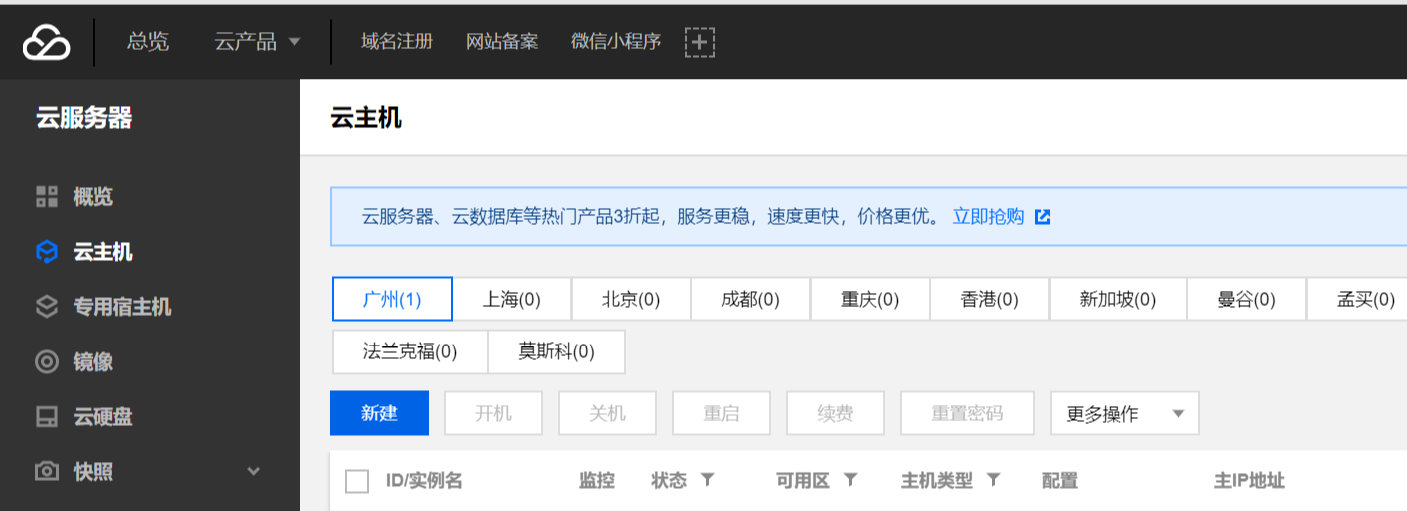 总览 云产品 域名注册 网站备案 微信小程序
云服务器
概览
云主机
专用宿主机
镜像
云硬盘
快照
云主机
云服务器、云数据库等热门产品3折起，服务更稳，速度更快，价格更优。 立即抢购
广州(1) 上海(0) 北京(0) 成都(0) 重庆(0) 香港(0) 新加坡(0) 曼谷(0) 孟买(0)
法兰克福(0) 莫斯科(0)
新建 开机 关机 重启 续费 重置密码 更多操作
ID/实例名 监控 状态 可用区 主机类型 配置 主IP地址